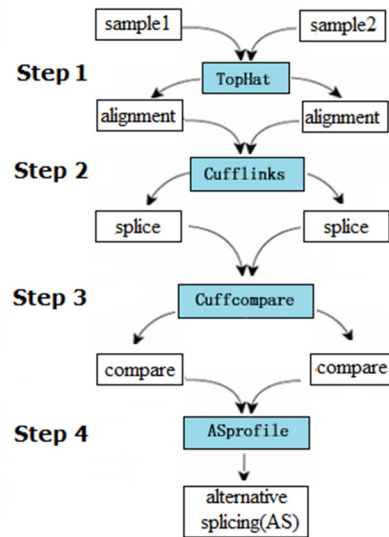 sample1
sample2
Step 1
TopHat
alignment
alignment
Step 2
Cufflinks
splice
splice
Step 3
Cuffcompare
compare
compare
Step 4
ASprofile
alternative
splicing(AS)